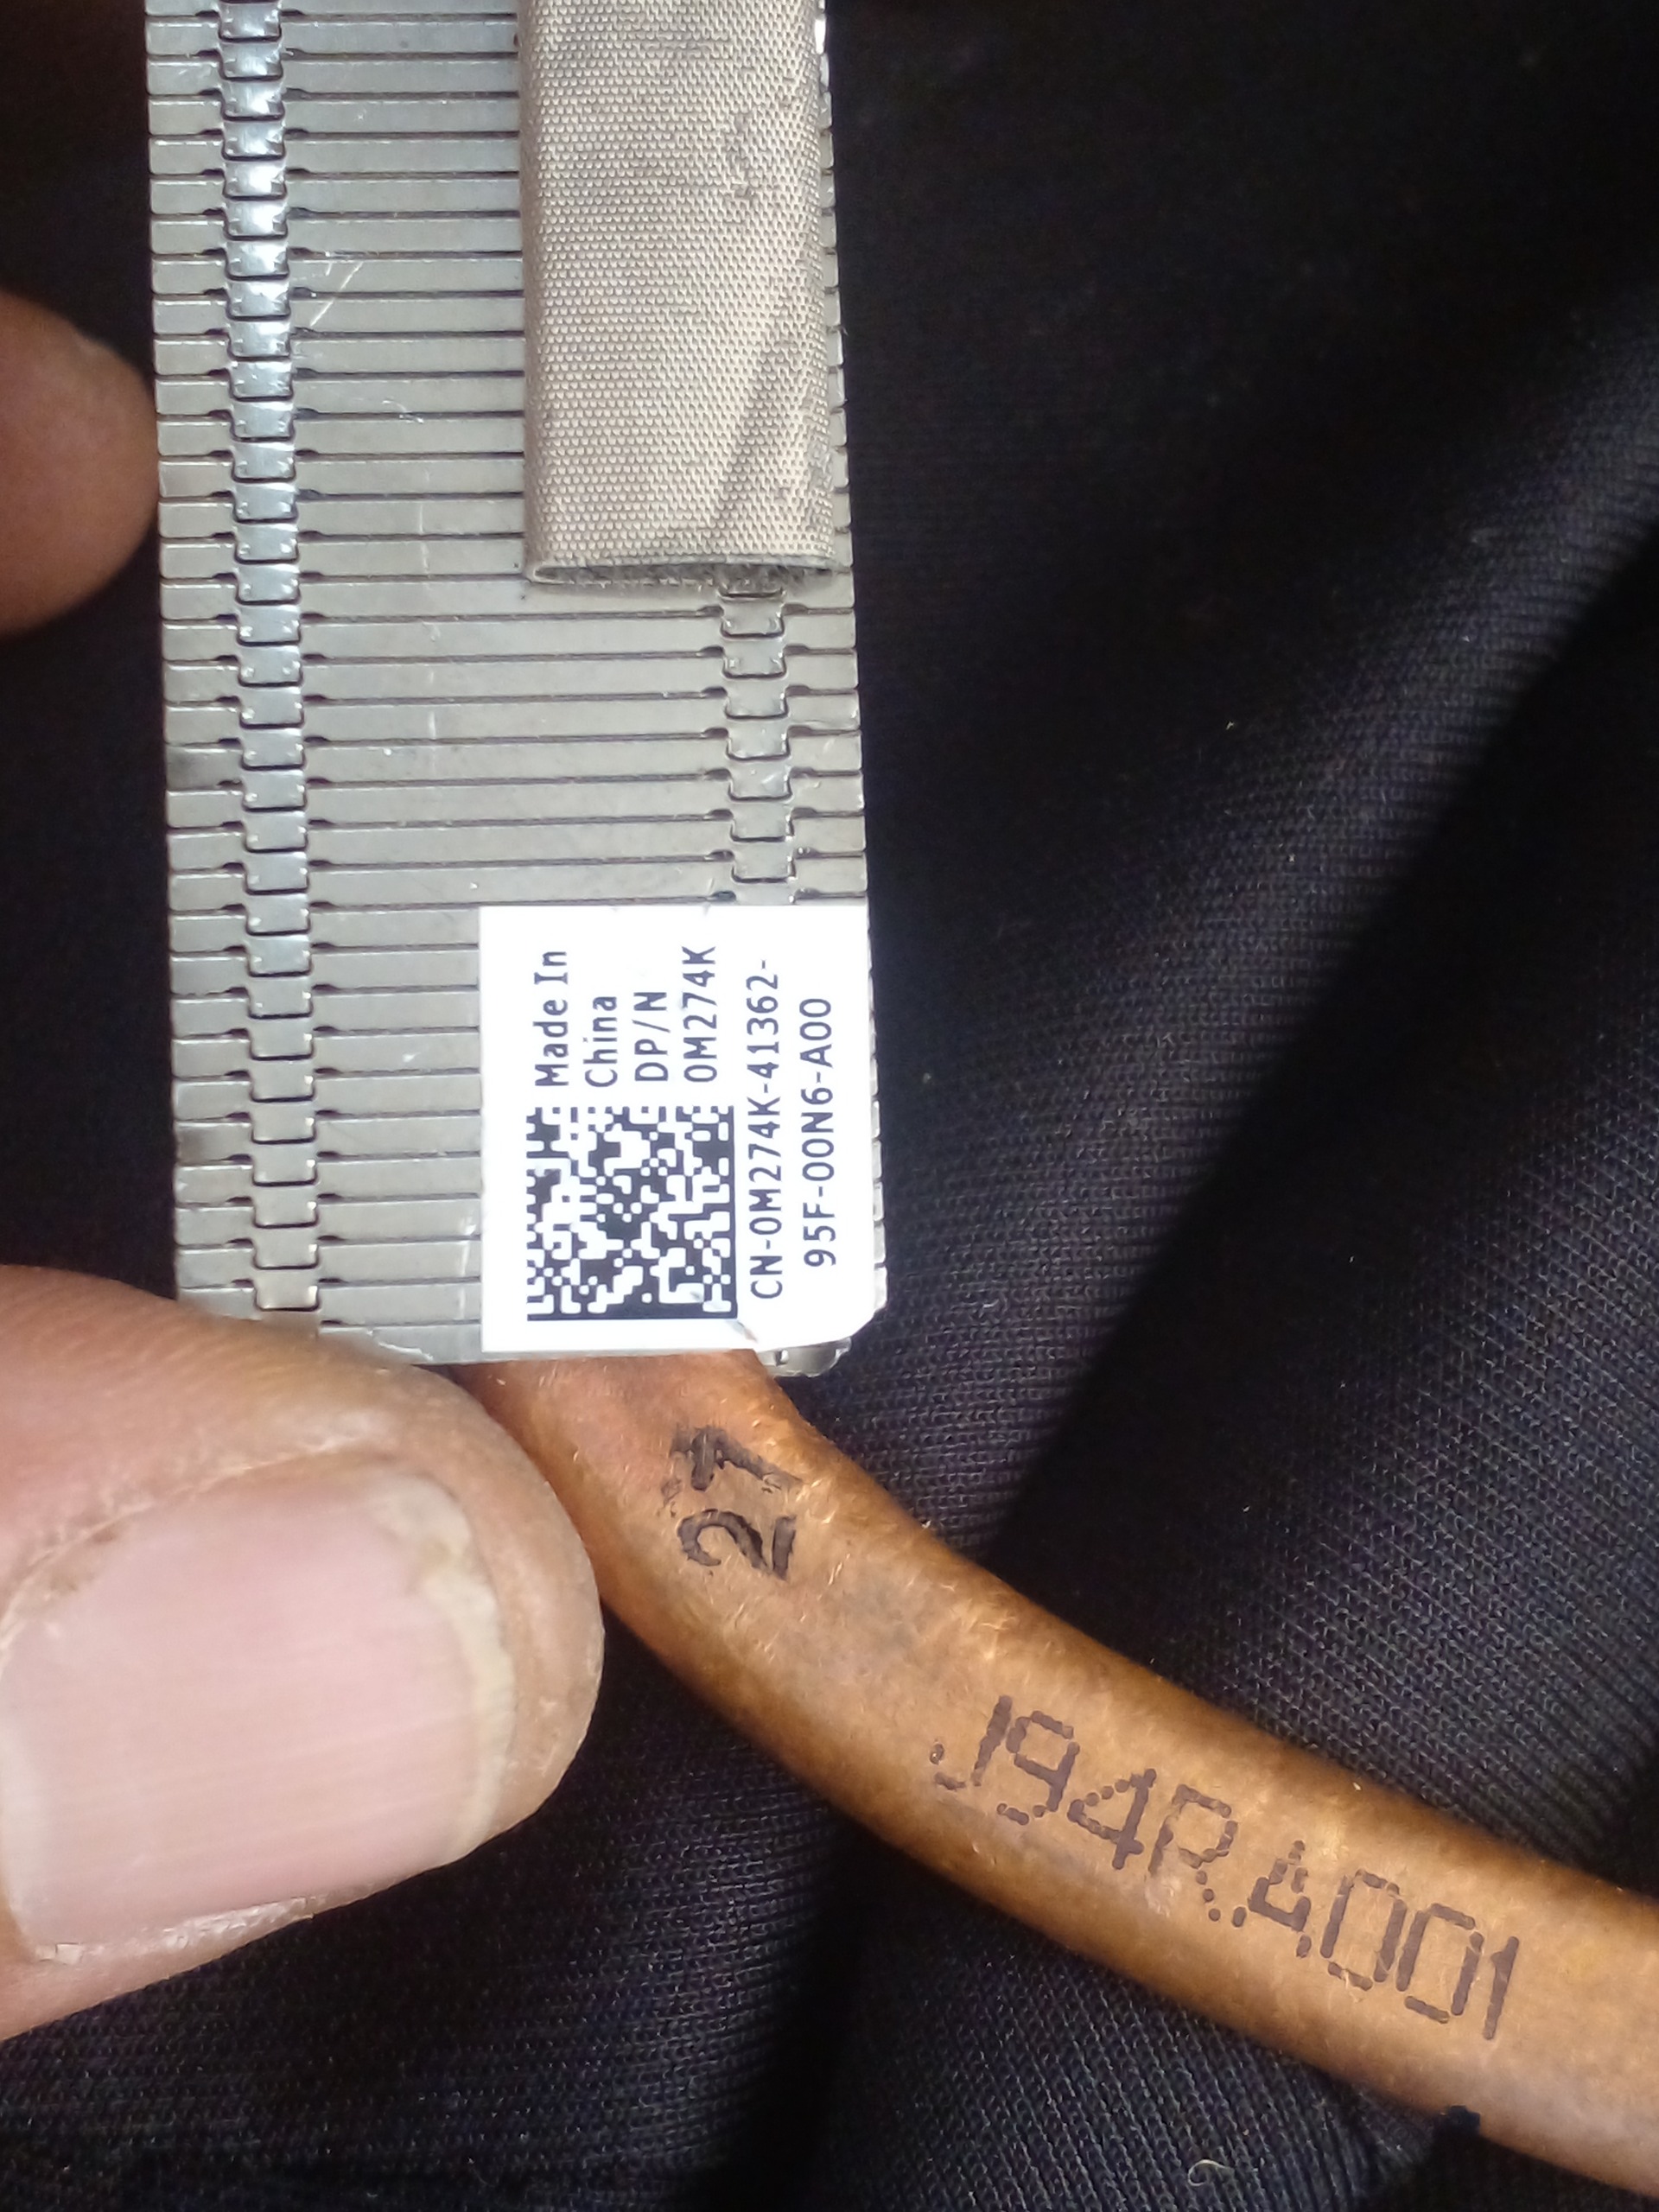 Made In
China
DP/N
0M274K
CN-0M274K-41362-
95F-00N6-A00
27
J94R.4001